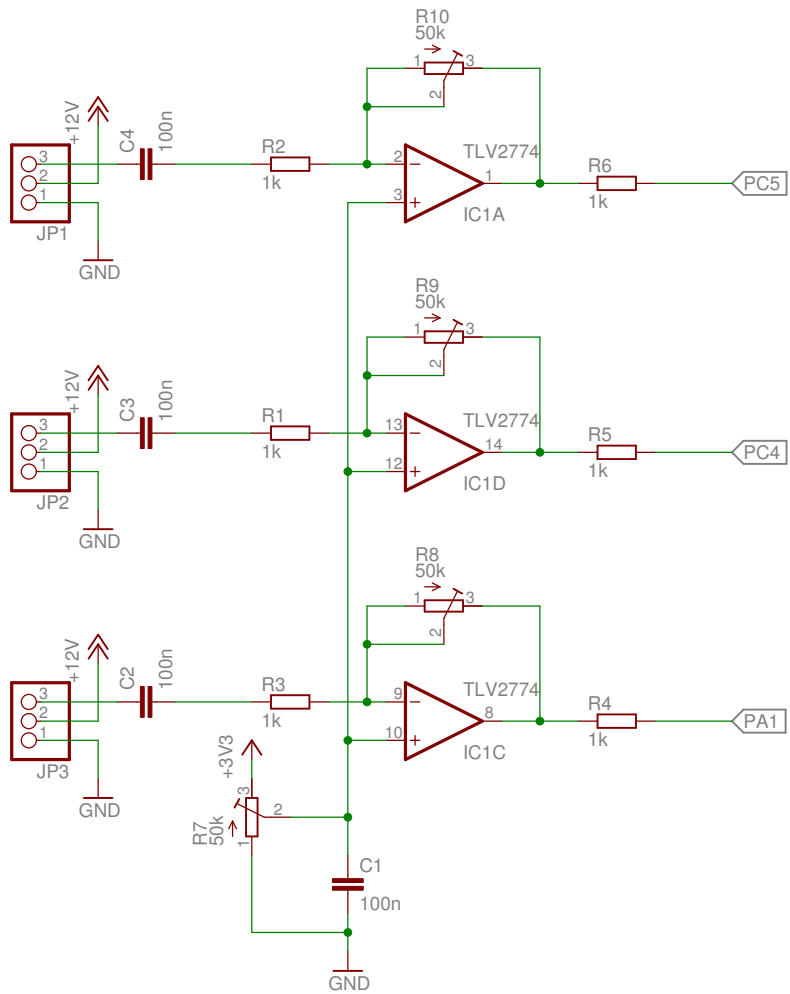 R10
50k
1
3
2
+12V
C4
100n
R2
1k
TLV2774
2
−
3
+
1
IC1A
R6
1k
PC5
3
2
1
JP1
GND
R9
50k
1
3
2
+12V
C3
100n
R1
1k
TLV2774
13
−
12
+
14
IC1D
R5
1k
PC4
3
2
1
JP2
GND
R8
50k
1
3
2
+12V
C2
100n
R3
1k
TLV2774
9
−
10
+
8
IC1C
R4
1k
PA1
3
2
1
JP3
GND
+3V3
3
2
1
R7
50k
C1
100n
GND